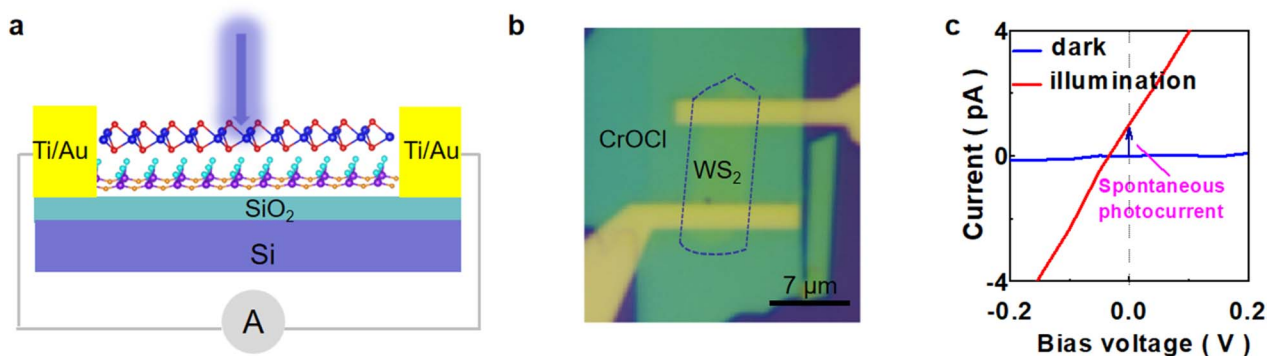 a
Ti/Au
Ti/Au
SiO₂
Si
A
b
CrOCl
WS₂
7 μm
c
Current ( pA )
4
0
-4
dark
illumination
Spontaneous
photocurrent
-0.2
0.0
0.2
Bias voltage ( V )